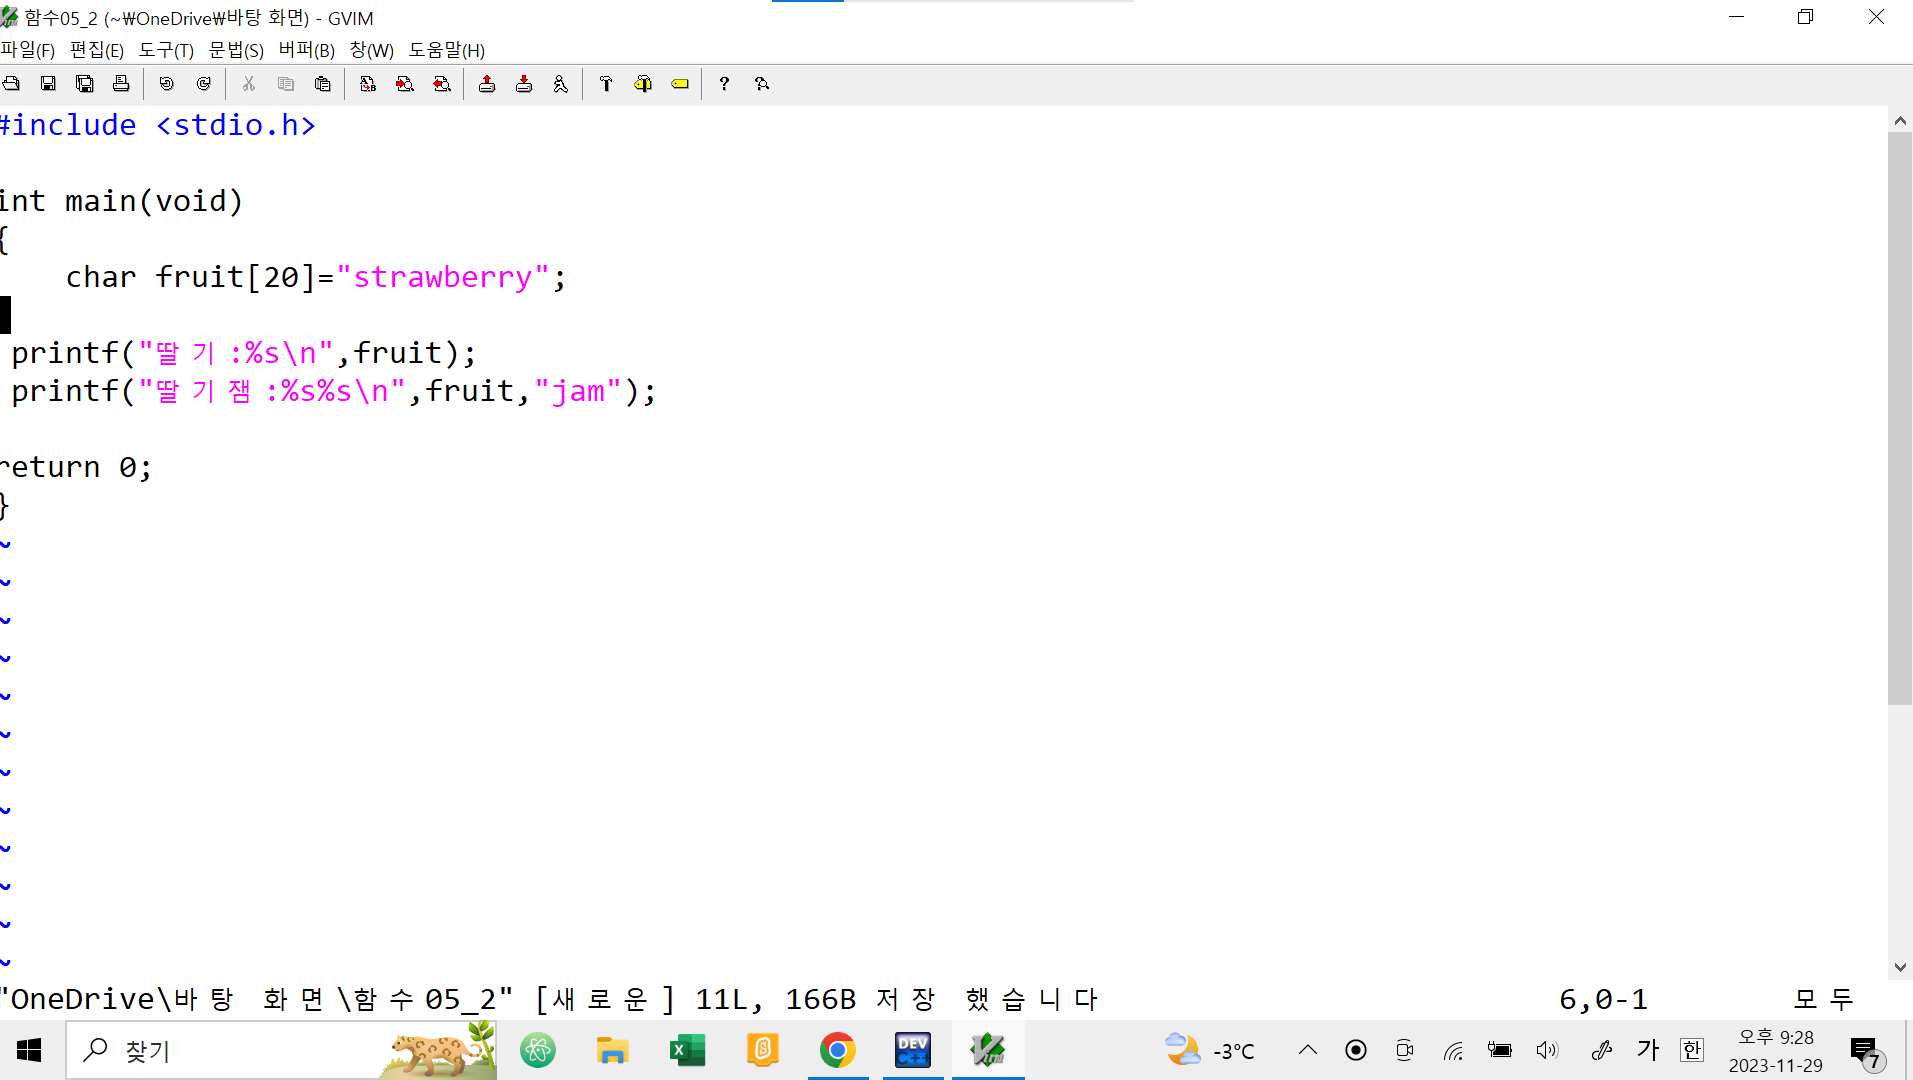 함수05_2 (~₩OneDrive₩바탕 화면) - GVIM
파일(F) 편집(E) 도구(T) 문법(S) 버퍼(B) 창(W) 도움말(H)
#include <stdio.h>
int main(void)
{
char fruit[20]="strawberry";
printf("딸기:%s\n",fruit);
printf("딸기잼:%s%s\n",fruit,"jam");
return 0;
}
~
~
~
~
~
~
~
~
~
~
~
~
"OneDrive\바탕 화면\함수05_2" [새로운] 11L, 166B 저장 했습니다 6,0-1 모두
찾기
DEV C++
-3℃
가
한
오후 9:28
2023-11-29
7